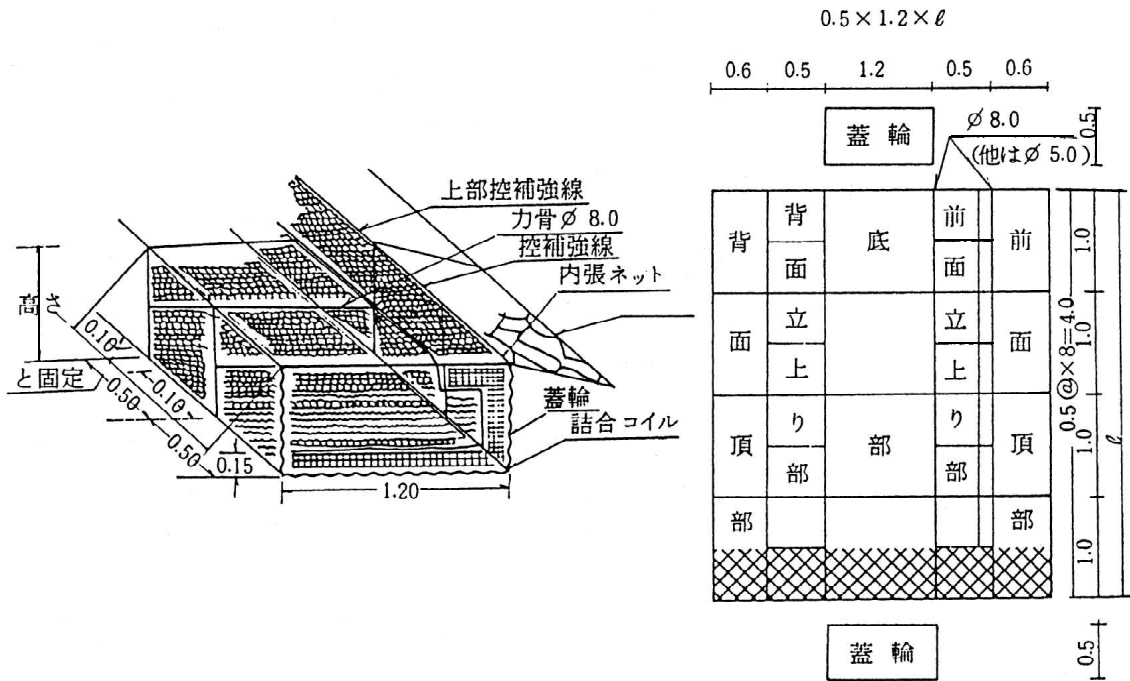 上部控補強線
力骨∅ 8.0
控補強線
内張ネット
高さ
0.10
と固定
0.10
0.50
0.50
0.15
1.20
蓋輪
詰合コイル
0.5×1.2×ℓ
0.6 0.5 1.2 0.5 0.6
蓋輪
∅ 8.0
(他は∅ 5.0)
0.5
背面頂部
背面立上り部
底部
前面立上り部
前面頂部
1.0
1.0
1.0
1.0
0.5@×8=4.0
ℓ
蓋輪
0.5